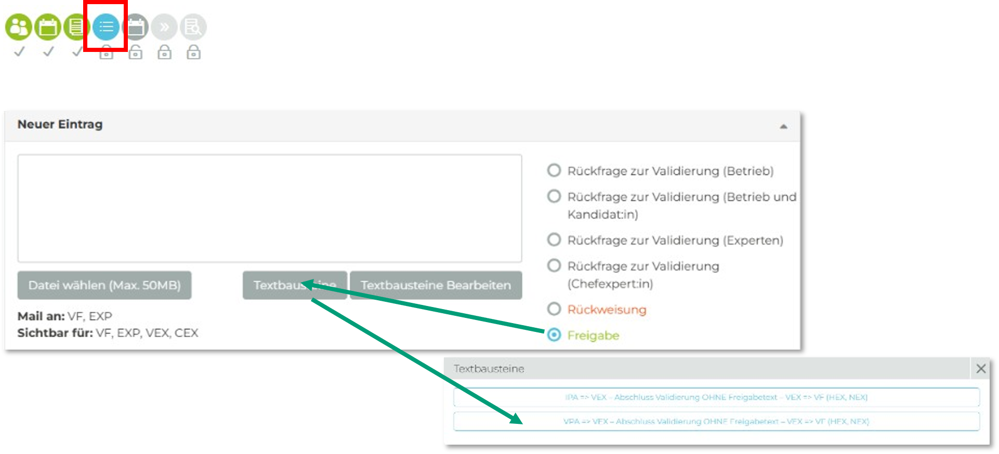 Neuer Eintrag
Rückfrage zur Validierung (Betrieb)
Rückfrage zur Validierung (Betrieb und
Kandidat:in)
Rückfrage zur Validierung (Experten)
Rückfrage zur Validierung
(Chefexpert:in)
Rückweisung
Freigabe
Datei wählen (Max. 50MB)
Textbausteine
Textbausteine Bearbeiten
Mail an: VF, EXP
Sichtbar für: VF, EXP, VEX, CEX
Textbausteine
IPA => VEX – Abschluss Validierung OHNE Freigabetext – VEX => VF (HEX, NEX)
VPA => VEX – Abschluss Validierung OHNE Freigabetext – VEX => VF (HEX, NEX)